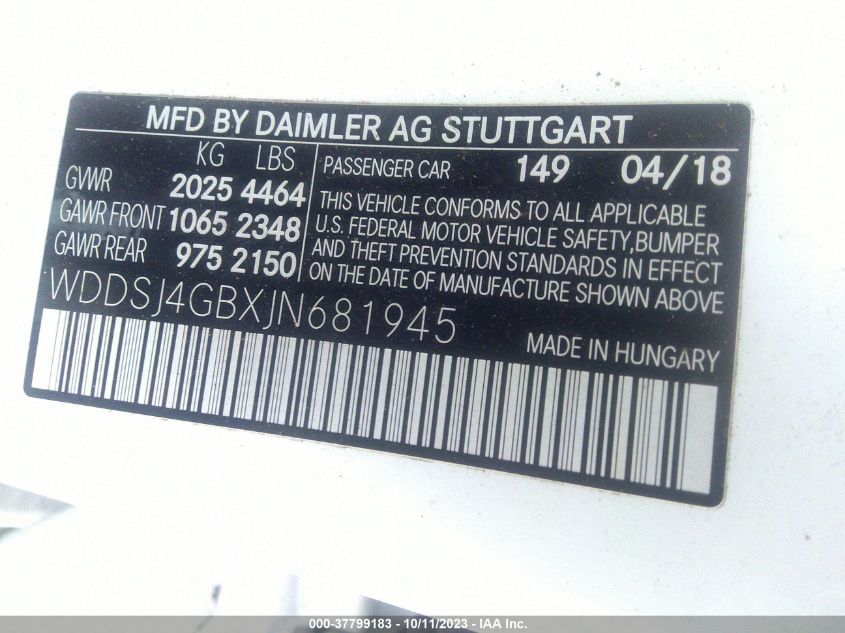 MFD BY DAIMLER AG STUTTGART
KG LBS
GVWR 2025 4464
GAWR FRONT 1065 2348
GAWR REAR 975 2150
PASSENGER CAR 149 04/18
THIS VEHICLE CONFORMS TO ALL APPLICABLE
U.S. FEDERAL MOTOR VEHICLE SAFETY, BUMPER
AND THEFT PREVENTION STANDARDS IN EFFECT
ON THE DATE OF MANUFACTURE SHOWN ABOVE
WDDSJ4GBXJN681945
MADE IN HUNGARY
000-37799183 - 10/11/2023 - IAA Inc.